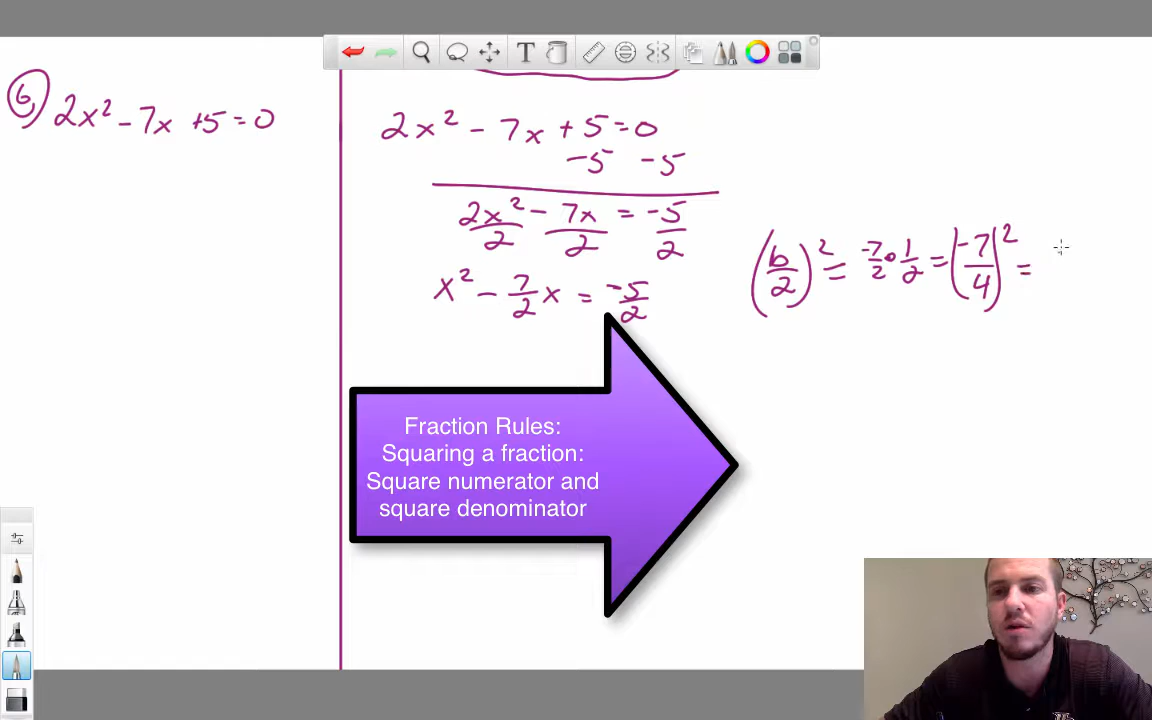 6 2x² - 7x +5 = 0
2x² - 7x + 5 = 0
-5 -5
2x²/2 - 7x/2 = -5/2
x² - 7/2 x = -5/2
(b/2)² = -7/2 • 1/2 = (-7/4)² =
Fraction Rules:
Squaring a fraction:
Square numerator and
square denominator
T